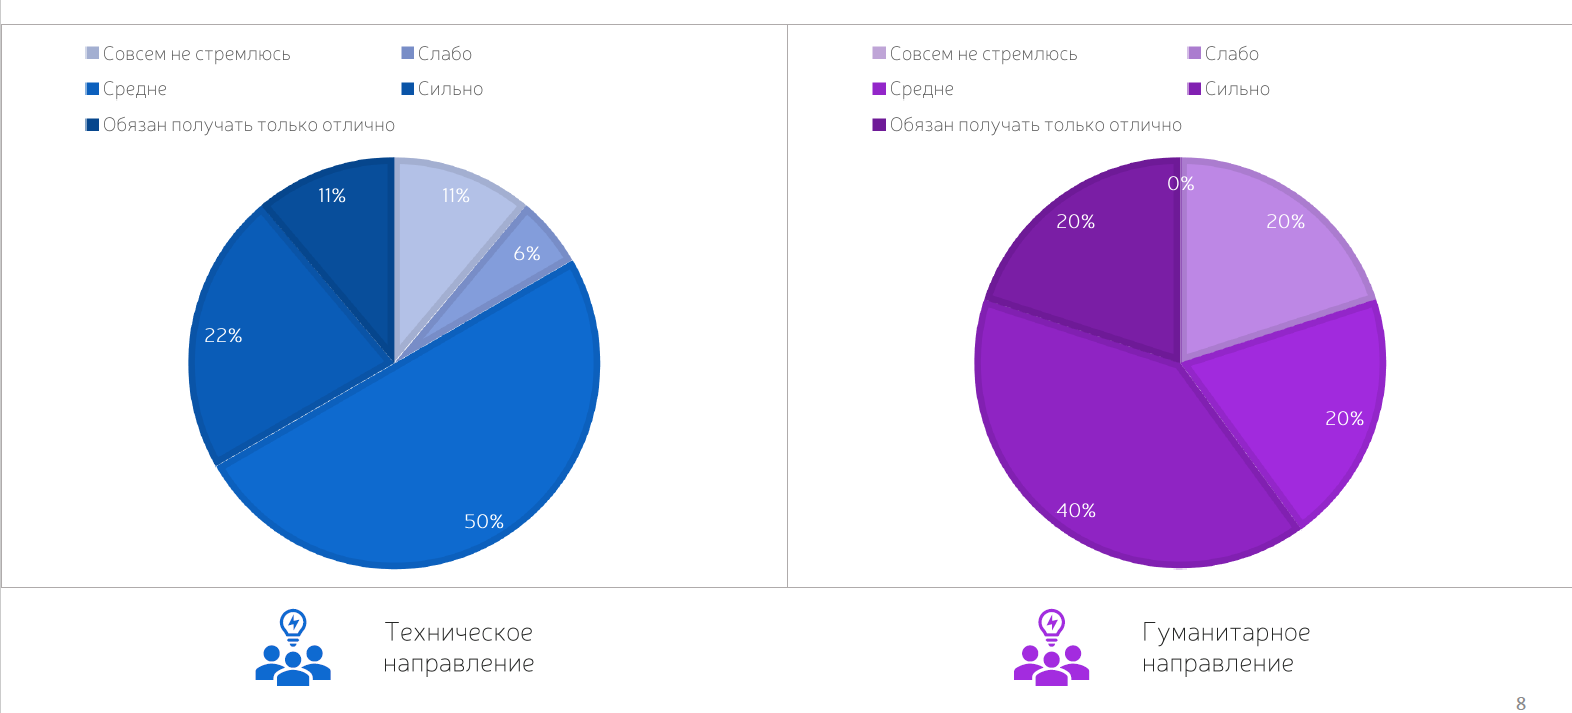 Совсем не стремлюсь
Слабо
Средне
Сильно
Обязан получать только отлично
11%
11%
6%
22%
50%
Совсем не стремлюсь
Слабо
Средне
Сильно
Обязан получать только отлично
0%
20%
20%
20%
40%
Техническое
направление
Гуманитарное
направление
8